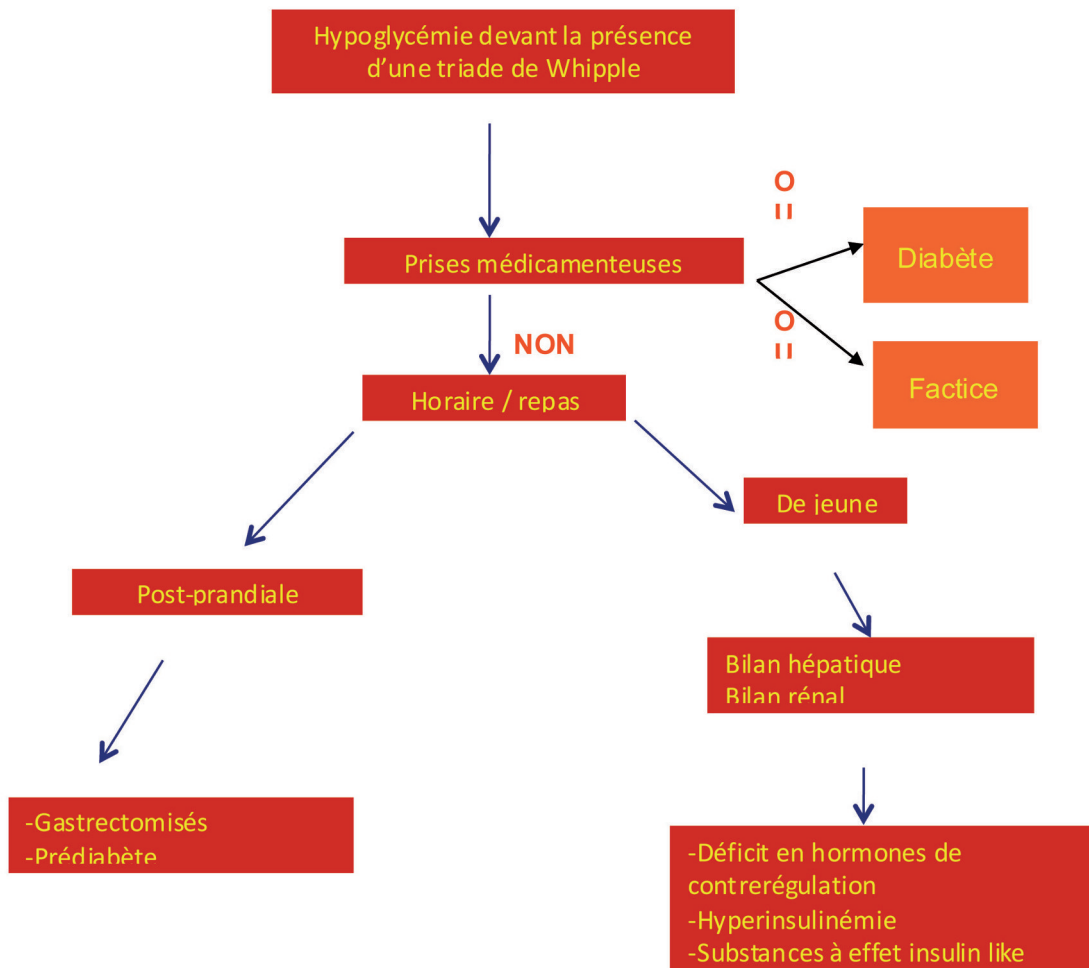 Hypoglycémie devant la présence
d'une triade de Whipple
O
Prises médicamenteuses
Diabète
O
NON
Factice
Horaire / repas
De jeune
Post-prandiale
Bilan hépatique
Bilan rénal
-Gastrectomisés
-Prédiabète
-Déficit en hormones de
contrerégulation
-Hyperinsulinémie
-Substances à effet insulin like